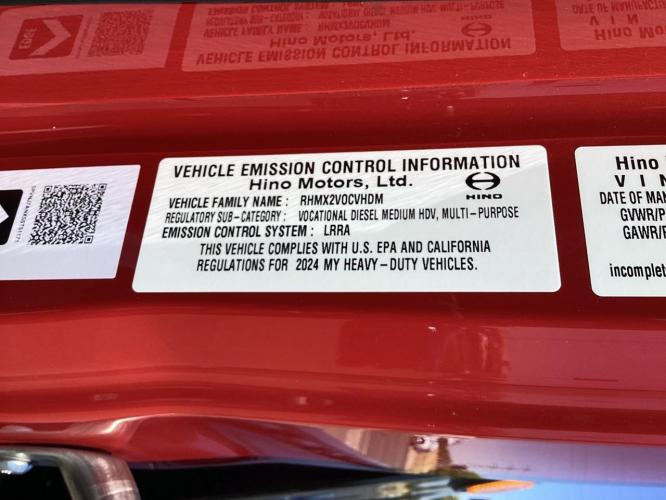 VEHICLE EMISSION CONTROL INFORMATION
Hino Motors, Ltd.
HINO
VEHICLE FAMILY NAME : RHMX2VOCVHDM
REGULATORY SUB-CATEGORY : VOCATIONAL DIESEL MEDIUM HDV, MULTI-PURPOSE
EMISSION CONTROL SYSTEM : LRRA
THIS VEHICLE COMPLIES WITH U.S. EPA AND CALIFORNIA
REGULATIONS FOR 2024 MY HEAVY-DUTY VEHICLES.
Hino
V I N
DATE OF MAN
GVWR/P
GAWR/F
incomplet